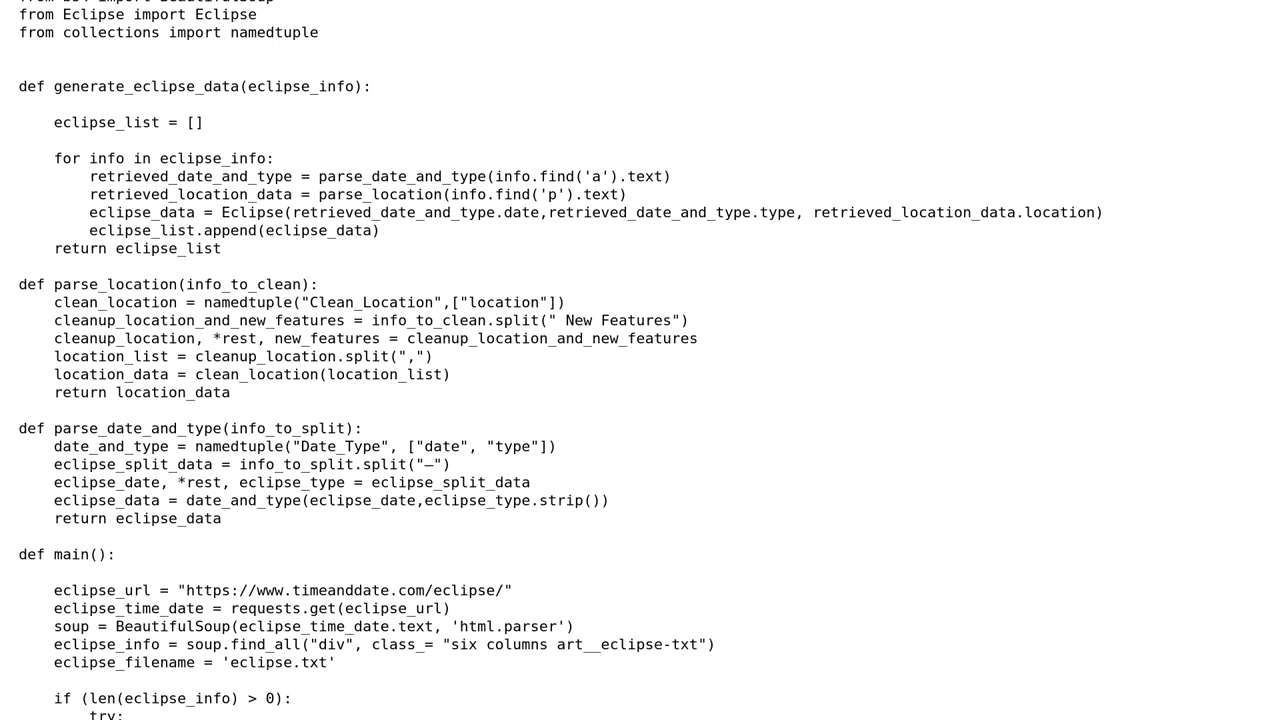 from bs4 import BeautifulSoup
from Eclipse import Eclipse
from collections import namedtuple
def generate_eclipse_data(eclipse_info):
eclipse_list = []
for info in eclipse_info:
retrieved_date_and_type = parse_date_and_type(info.find('a').text)
retrieved_location_data = parse_location(info.find('p').text)
eclipse_data = Eclipse(retrieved_date_and_type.date,retrieved_date_and_type.type, retrieved_location_data.location)
eclipse_list.append(eclipse_data)
return eclipse_list
def parse_location(info_to_clean):
clean_location = namedtuple("Clean_Location",["location"])
cleanup_location_and_new_features = info_to_clean.split(" New Features")
cleanup_location, *rest, new_features = cleanup_location_and_new_features
location_list = cleanup_location.split(",")
location_data = clean_location(location_list)
return location_data
def parse_date_and_type(info_to_split):
date_and_type = namedtuple("Date_Type", ["date", "type"])
eclipse_split_data = info_to_split.split("—")
eclipse_date, *rest, eclipse_type = eclipse_split_data
eclipse_data = date_and_type(eclipse_date,eclipse_type.strip())
return eclipse_data
def main():
eclipse_url = "https://www.timeanddate.com/eclipse/"
eclipse_time_date = requests.get(eclipse_url)
soup = BeautifulSoup(eclipse_time_date.text, 'html.parser')
eclipse_info = soup.find_all("div", class_= "six columns art__eclipse-txt")
eclipse_filename = 'eclipse.txt'
if (len(eclipse_info) > 0):
try: